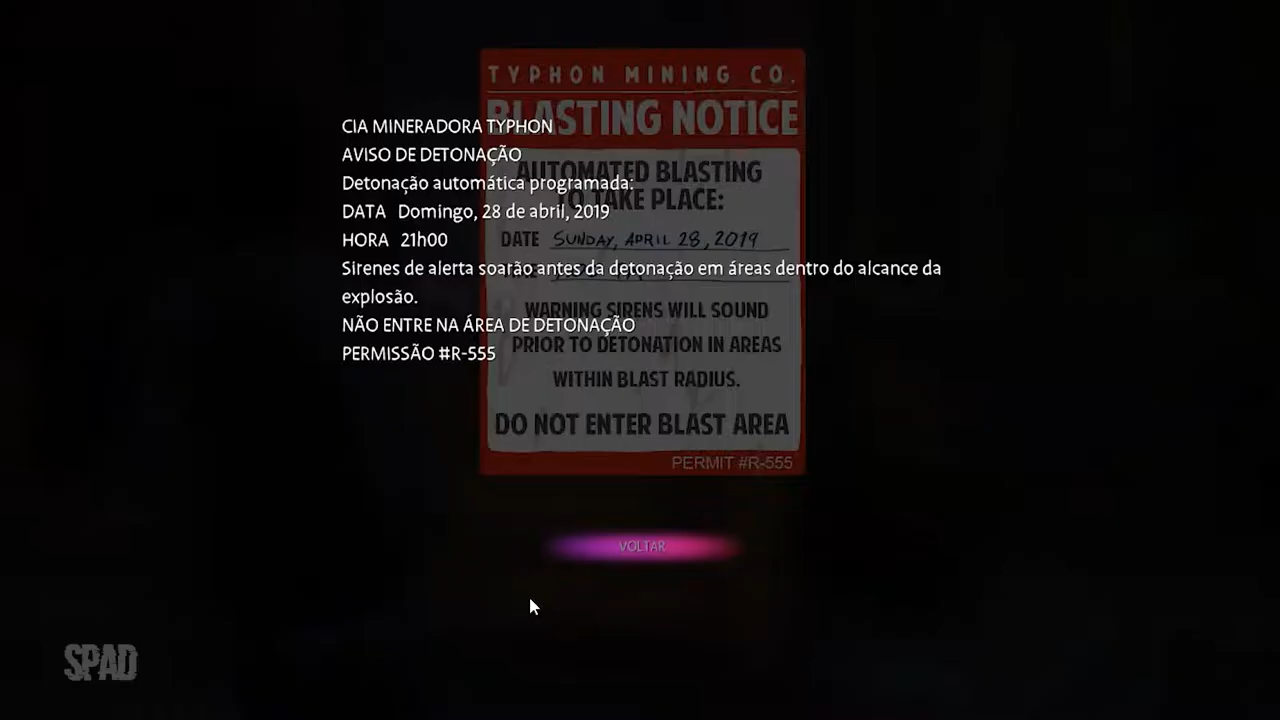 TYPHON MINING CO.
BLASTING NOTICE
CIA MINERADORA TYPHON
AVISO DE DETONAÇÃO
Detonação automática programada:
DATA Domingo, 28 de abril, 2019
HORA 21h00
Sirenes de alerta soarão antes da detonação em áreas dentro do alcance da
explosão.
NÃO ENTRE NA ÁREA DE DETONAÇÃO
PERMISSÃO #R-555
AUTOMATED BLASTING
TO TAKE PLACE:
DATE SUNDAY, APRIL 28, 2019
WARNING SIRENS WILL SOUND
PRIOR TO DETONATION IN AREAS
WITHIN BLAST RADIUS.
DO NOT ENTER BLAST AREA
PERMIT #R-555
VOLTAR
SPAD